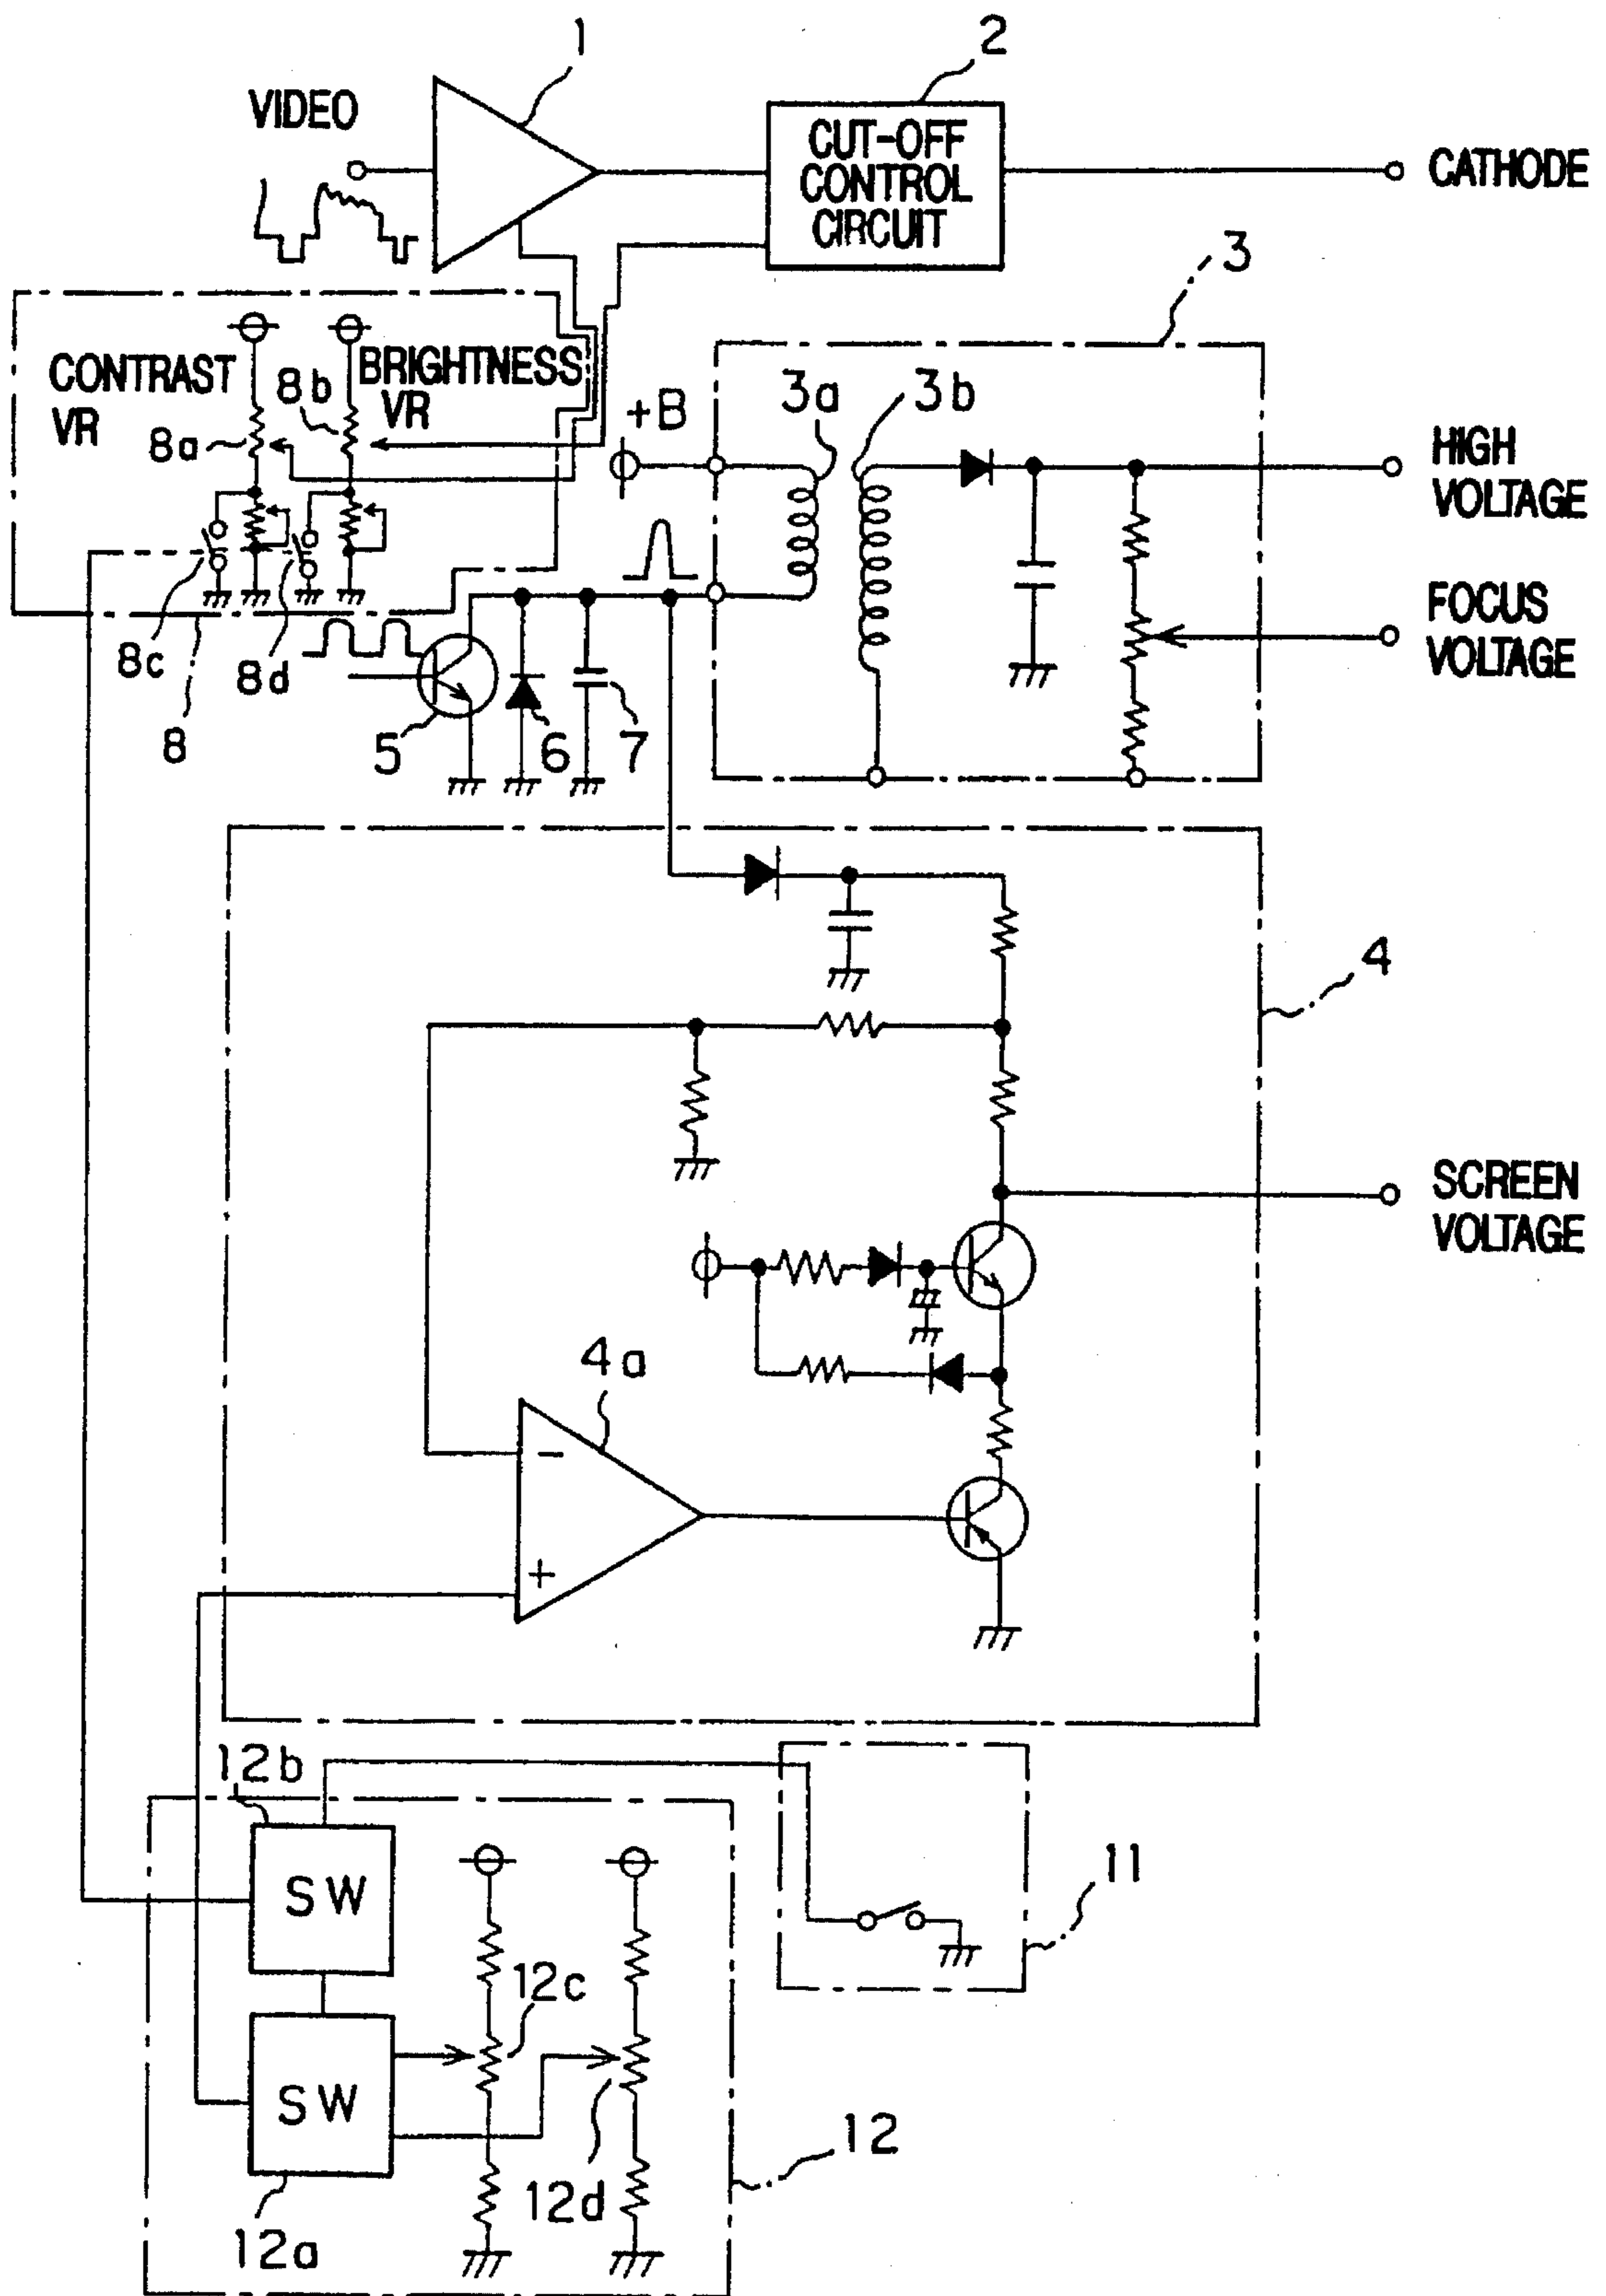 1
2
VIDEO
CUT-OFF
CONTROL
CIRCUIT
CATHODE
3
CONTRAST
VR
8a
8b
BRIGHTNESS
VR
+B
3a
3b
HIGH
VOLTAGE
FOCUS
VOLTAGE
8c
8
8d
5
6
7
4
SCREEN
VOLTAGE
4a
-
+
12b
SW
11
12c
SW
12d
12
12a